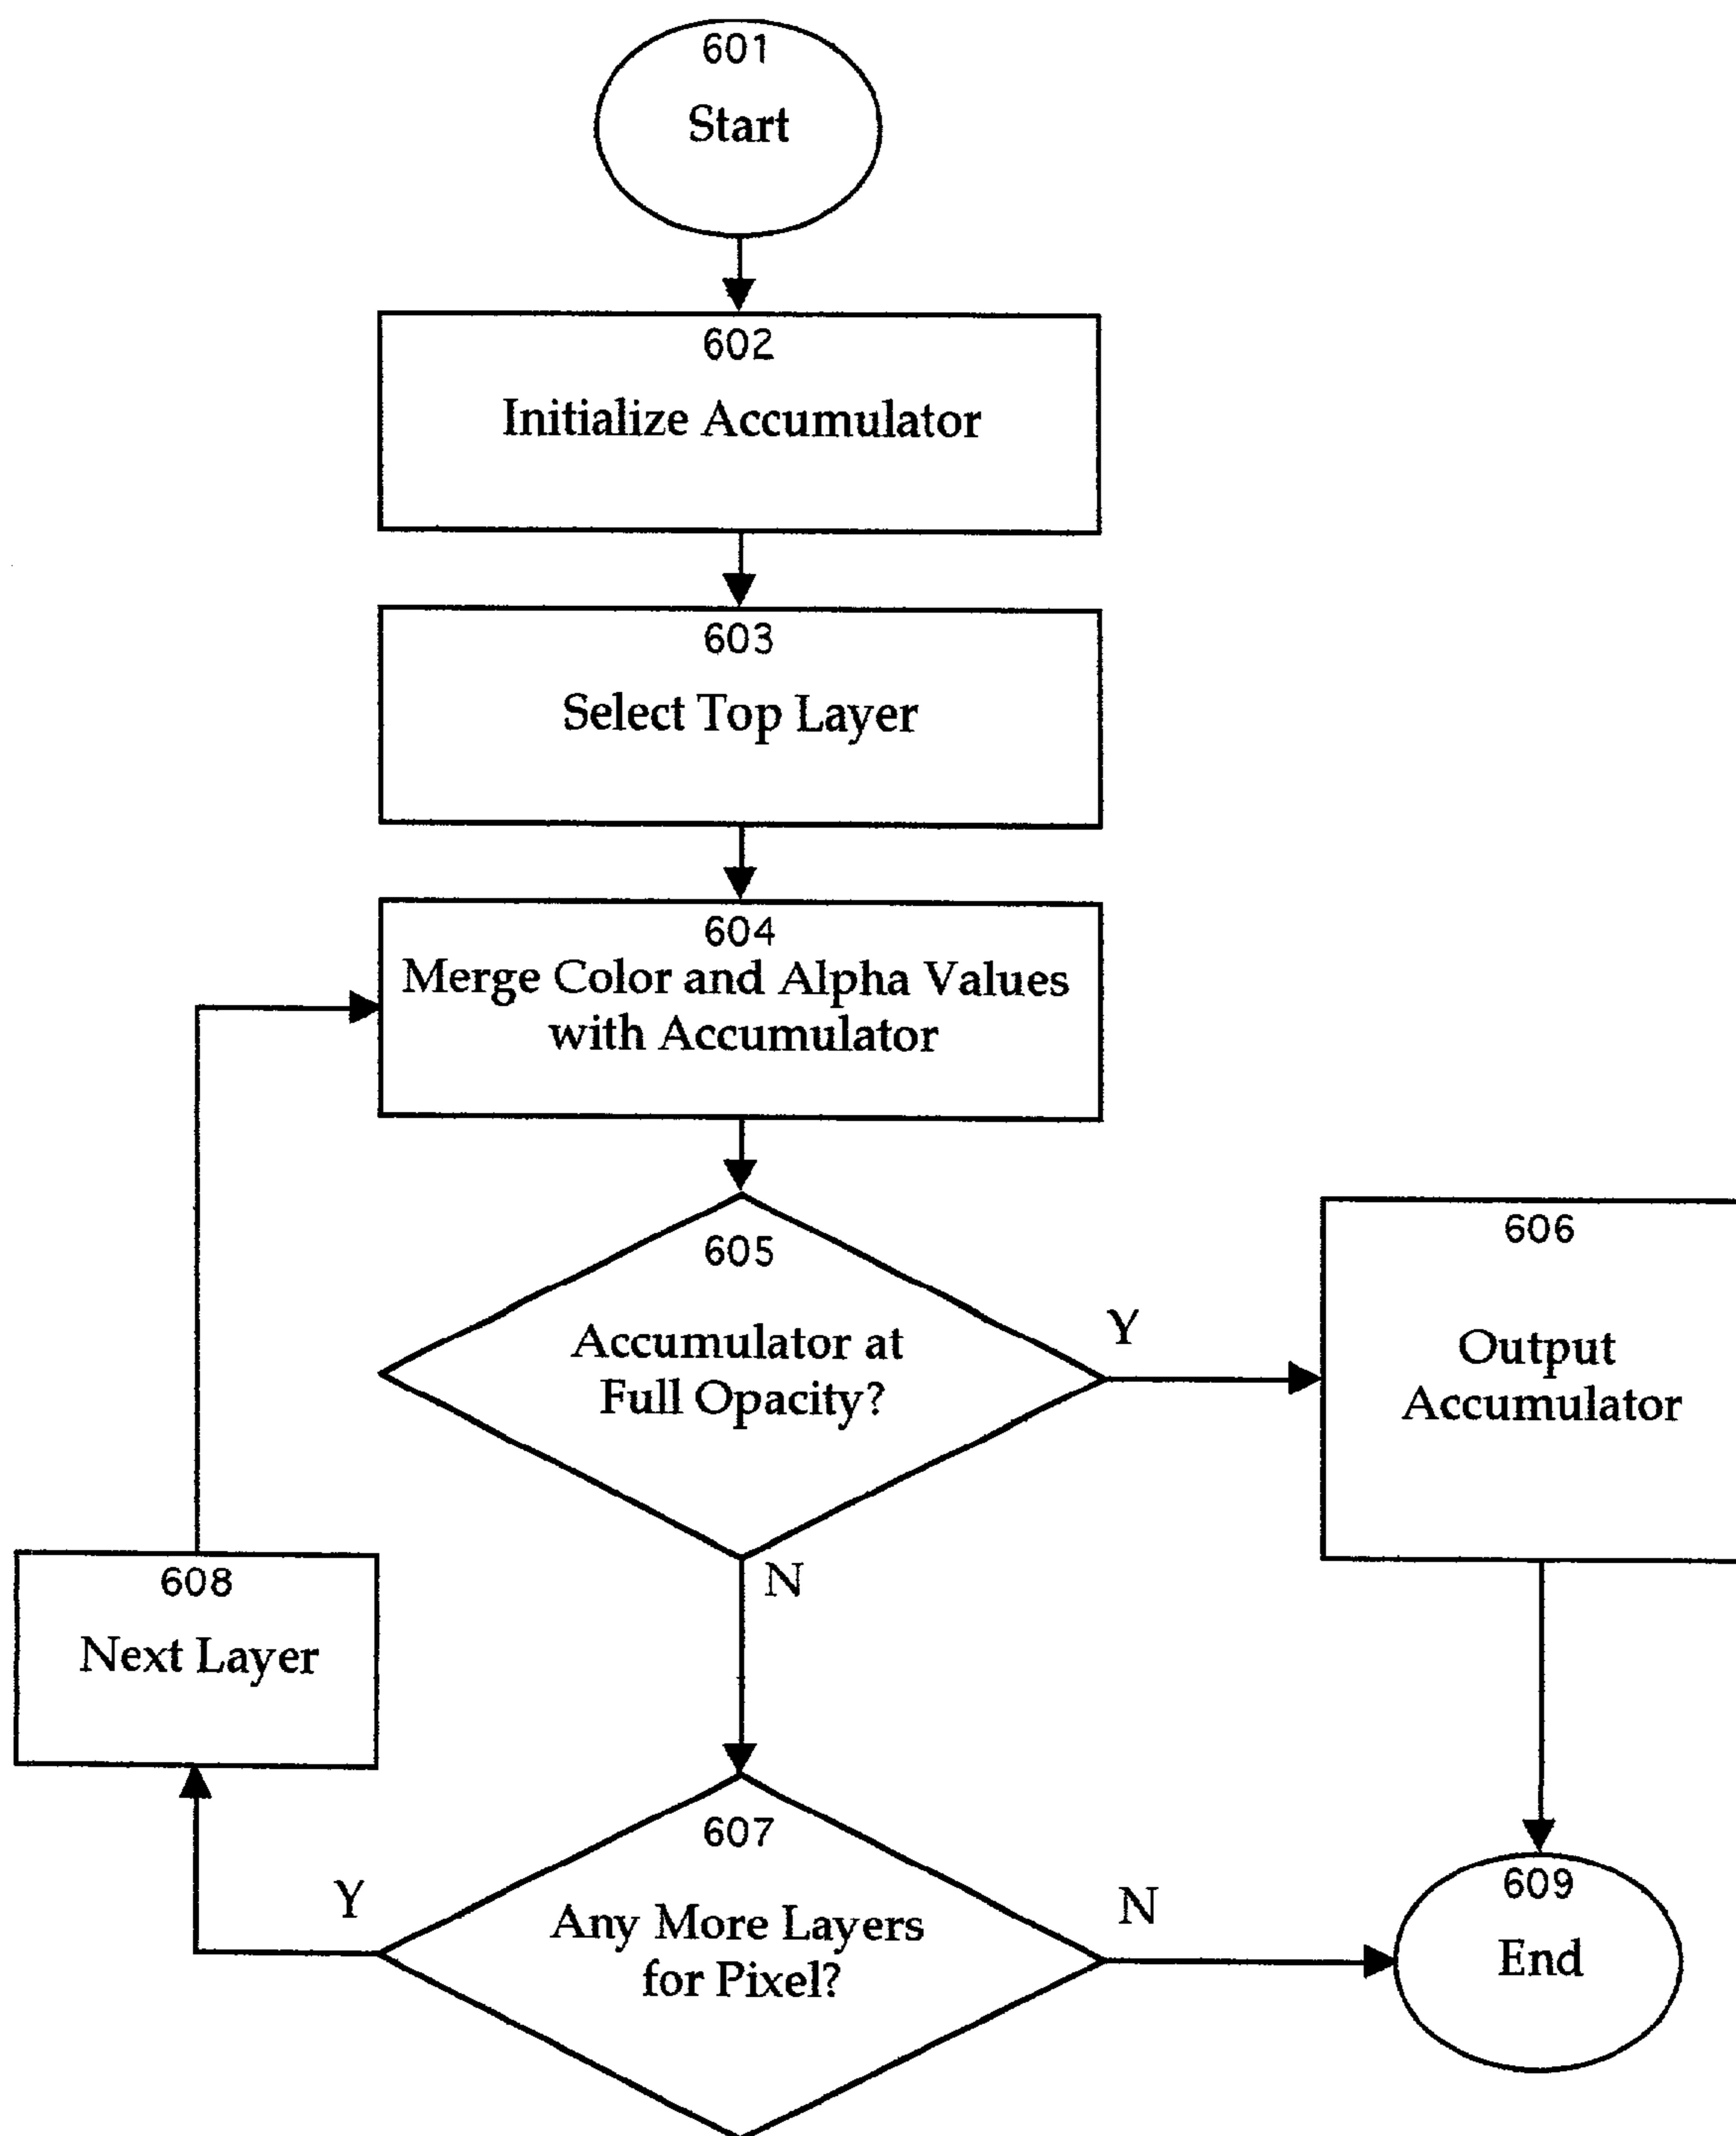 601
Start
602
Initialize Accumulator
603
Select Top Layer
604
Merge Color and Alpha Values
with Accumulator
605
Accumulator at
Full Opacity?
Y
606
Output
Accumulator
N
608
Next Layer
607
Any More Layers
for Pixel?
Y
N
609
End